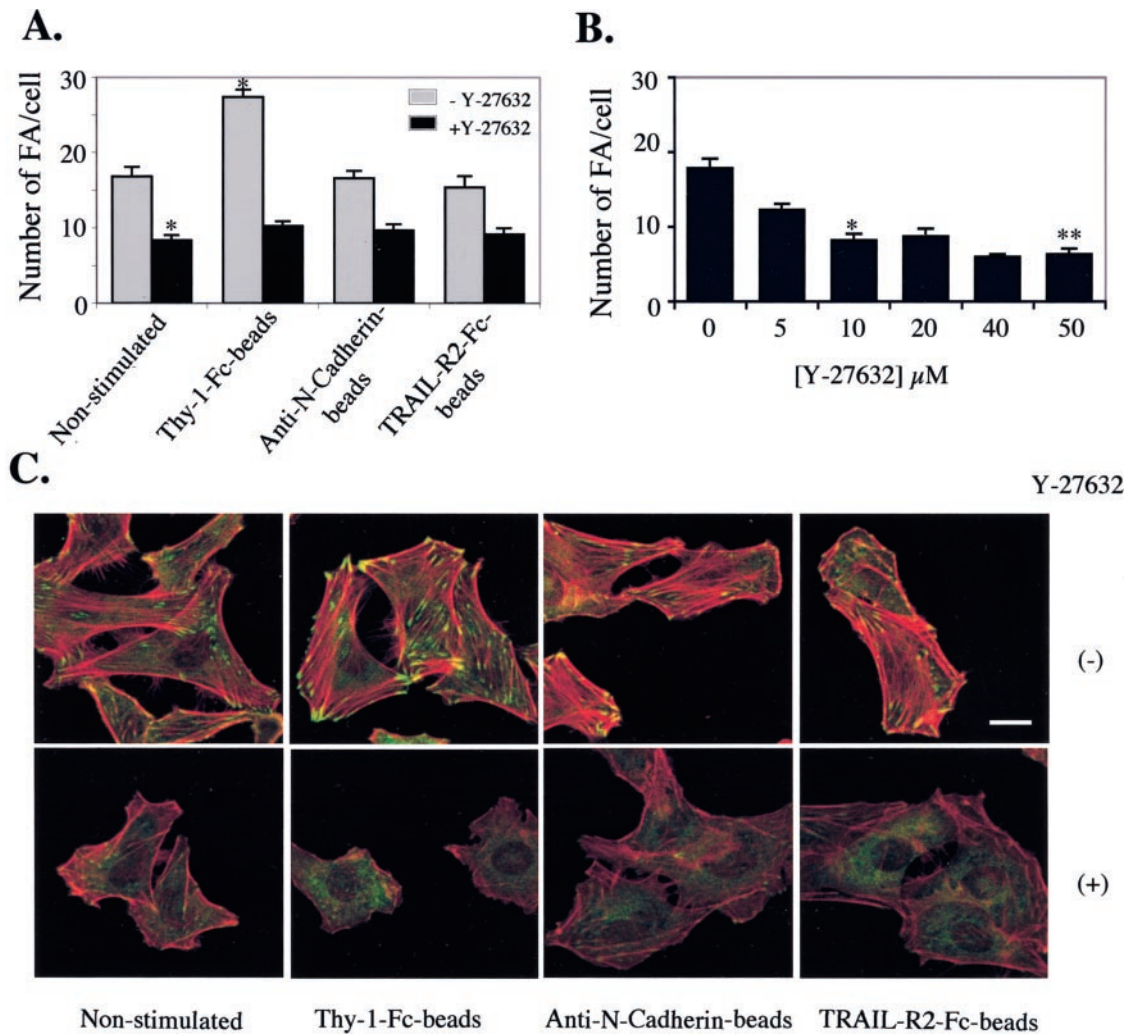 A.
Number of FA/cell
30
20
10
0
*
*
- Y-27632
+Y-27632
Non-stimulated
Thy-1-Fc-beads
Anti-N-Cadherin-
beads
TRAIL-R2-Fc-
beads
B.
Number of FA/cell
30
20
10
0
*
**
0 5 10 20 40 50
[Y-27632] µM
C.
Y-27632
(-)
(+)
Non-stimulated Thy-1-Fc-beads Anti-N-Cadherin-beads TRAIL-R2-Fc-beads